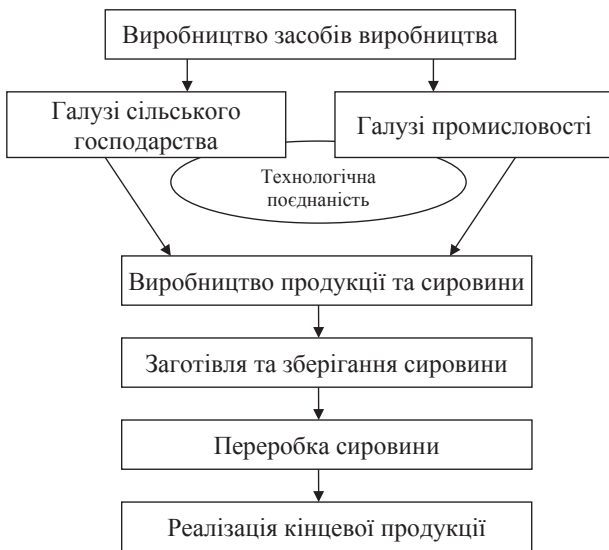 Виробництво засобів виробництва
Галузі сільського
господарства
Галузі промисловості
Технологічна
поєднаність
Виробництво продукції та сировини
Заготівля та зберігання сировини
Переробка сировини
Реалізація кінцевої продукції